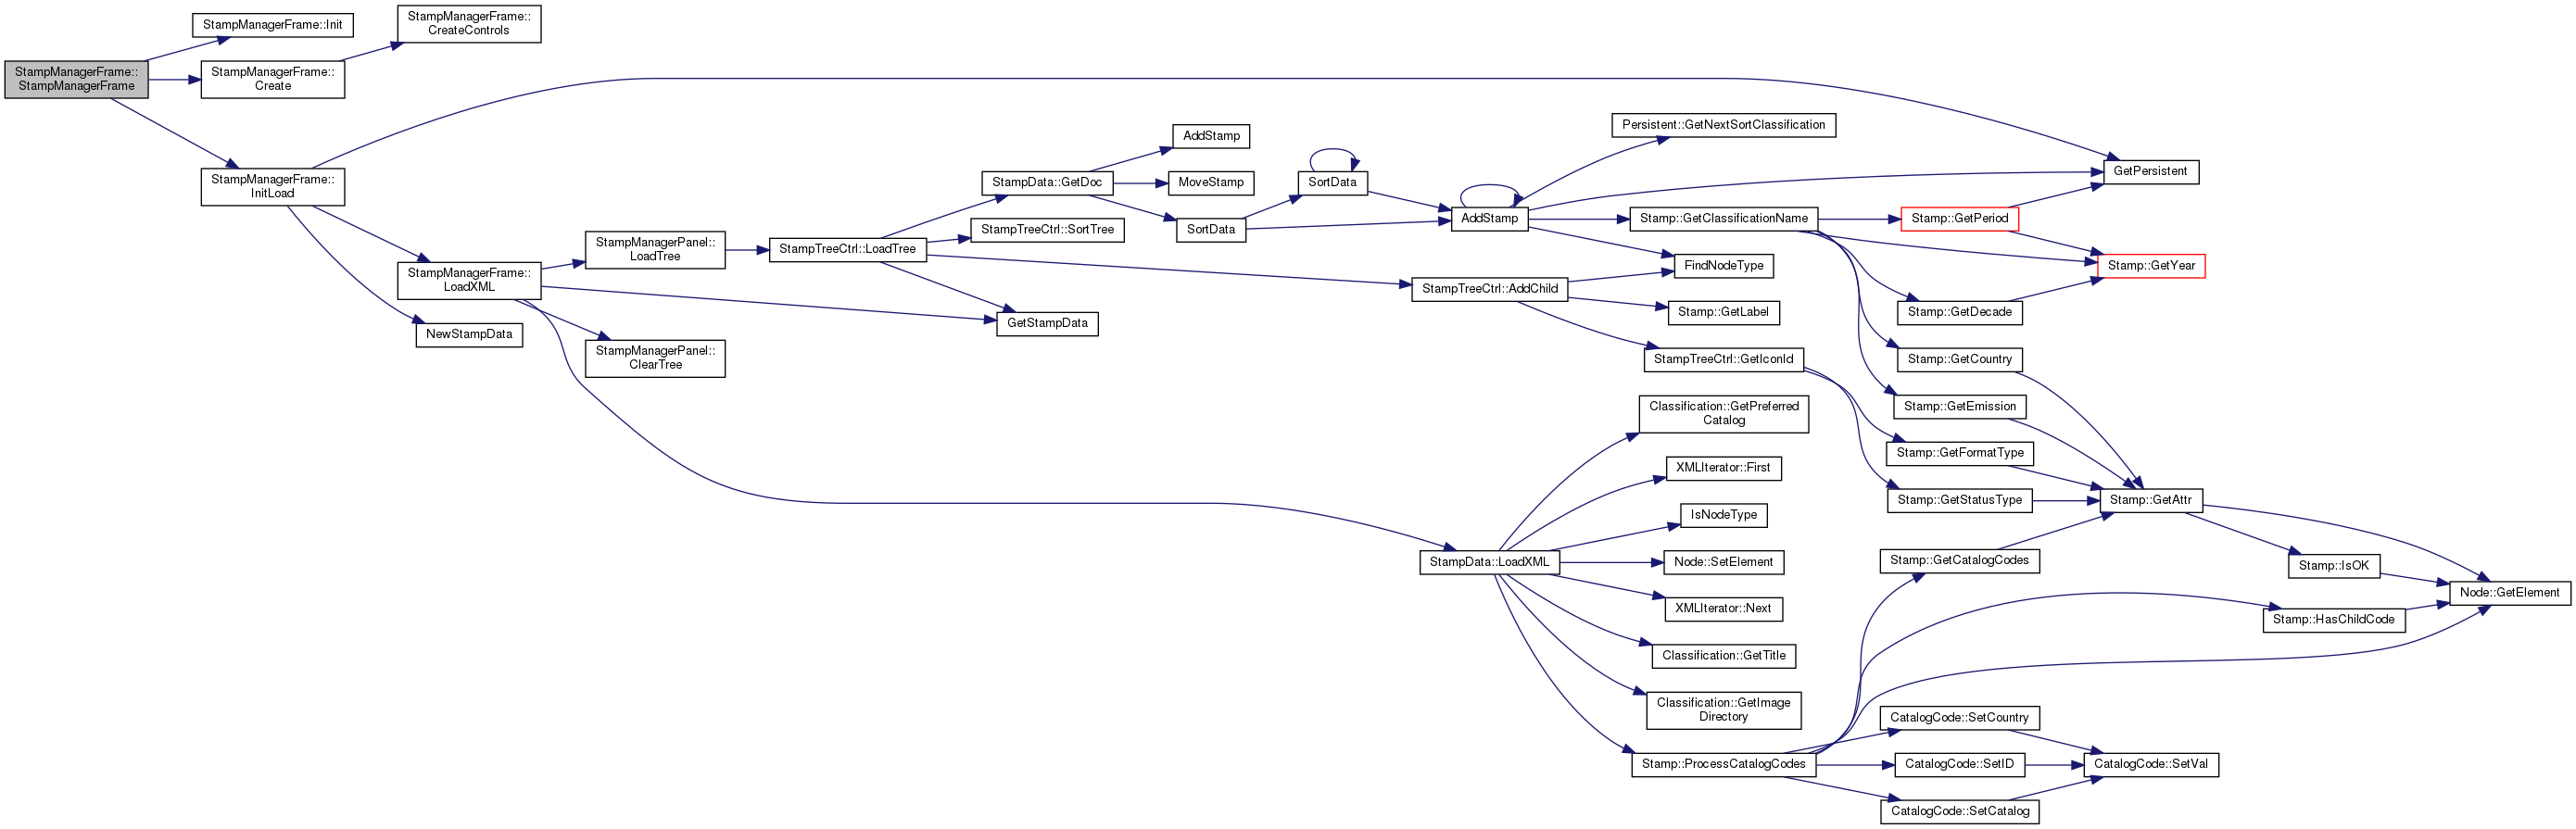 StampManagerFrame::
StampManagerFrame
StampManagerFrame::Init
StampManagerFrame::
Create
StampManagerFrame::
CreateControls
StampManagerFrame::
InitLoad
StampManagerFrame::
LoadXML
NewStampData
StampManagerPanel::
LoadTree
StampManagerPanel::
ClearTree
StampTreeCtrl::LoadTree
StampData::GetDoc
StampTreeCtrl::SortTree
GetStampData
AddStamp
MoveStamp
SortData
SortData
AddStamp
StampTreeCtrl::AddChild
StampData::LoadXML
Persistent::GetNextSortClassification
Stamp::GetClassificationName
FindNodeType
Stamp::GetLabel
StampTreeCtrl::GetIconId
Classification::GetPreferred
Catalog
XMLIterator::First
IsNodeType
Node::SetElement
XMLIterator::Next
Classification::GetTitle
Classification::GetImage
Directory
Stamp::ProcessCatalogCodes
Stamp::GetPeriod
Stamp::GetDecade
Stamp::GetCountry
Stamp::GetEmission
Stamp::GetFormatType
Stamp::GetStatusType
Stamp::GetCatalogCodes
CatalogCode::SetCountry
CatalogCode::SetID
CatalogCode::SetCatalog
GetPersistent
Stamp::GetYear
Stamp::GetAttr
CatalogCode::SetVal
Stamp::IsOK
Stamp::HasChildCode
Node::GetElement